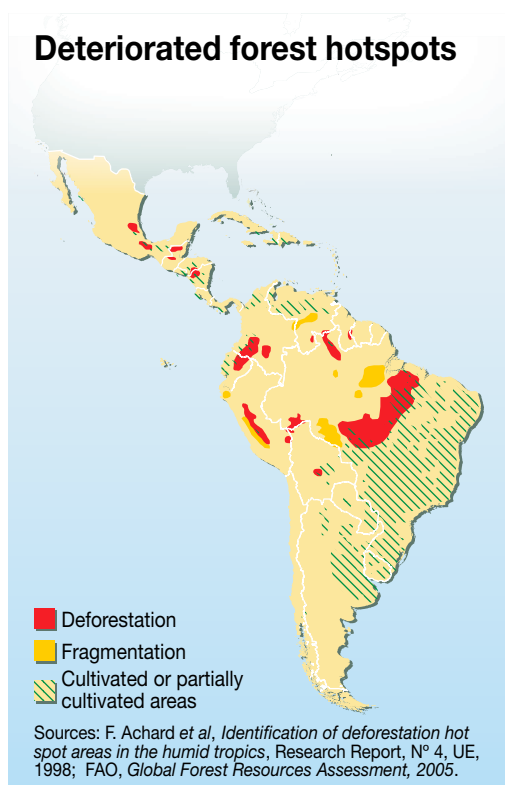 Deteriorated forest hotspots
Deforestation
Fragmentation
Cultivated or partially
cultivated areas
Sources: F. Achard et al, Identification of deforestation hot
spot areas in the humid tropics, Research Report, Nº 4, UE,
1998; FAO, Global Forest Resources Assessment, 2005.